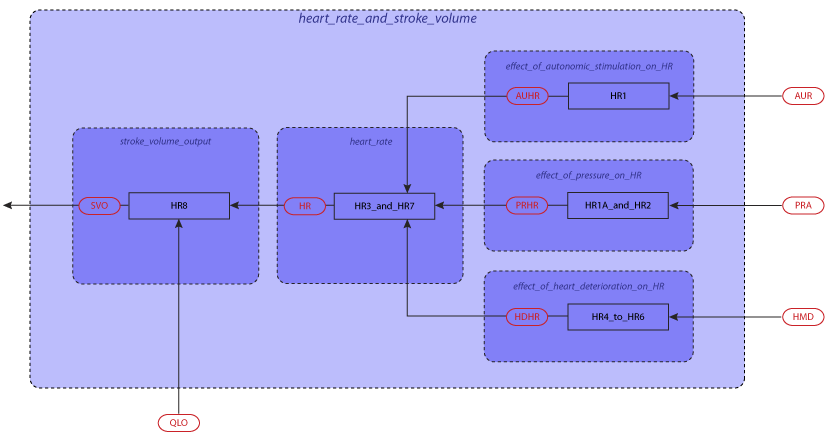 heart_rate_and_stroke_volume
effect_of_autonomic_stimulation_on_HR
AUHR
HR1
AUR
stroke_volume_output
heart_rate
effect_of_pressure_on_HR
SVO
HR8
HR
HR3_and_HR7
PRHR
HR1A_and_HR2
PRA
effect_of_heart_deterioration_on_HR
HDHR
HR4_to_HR6
HMD
QLO